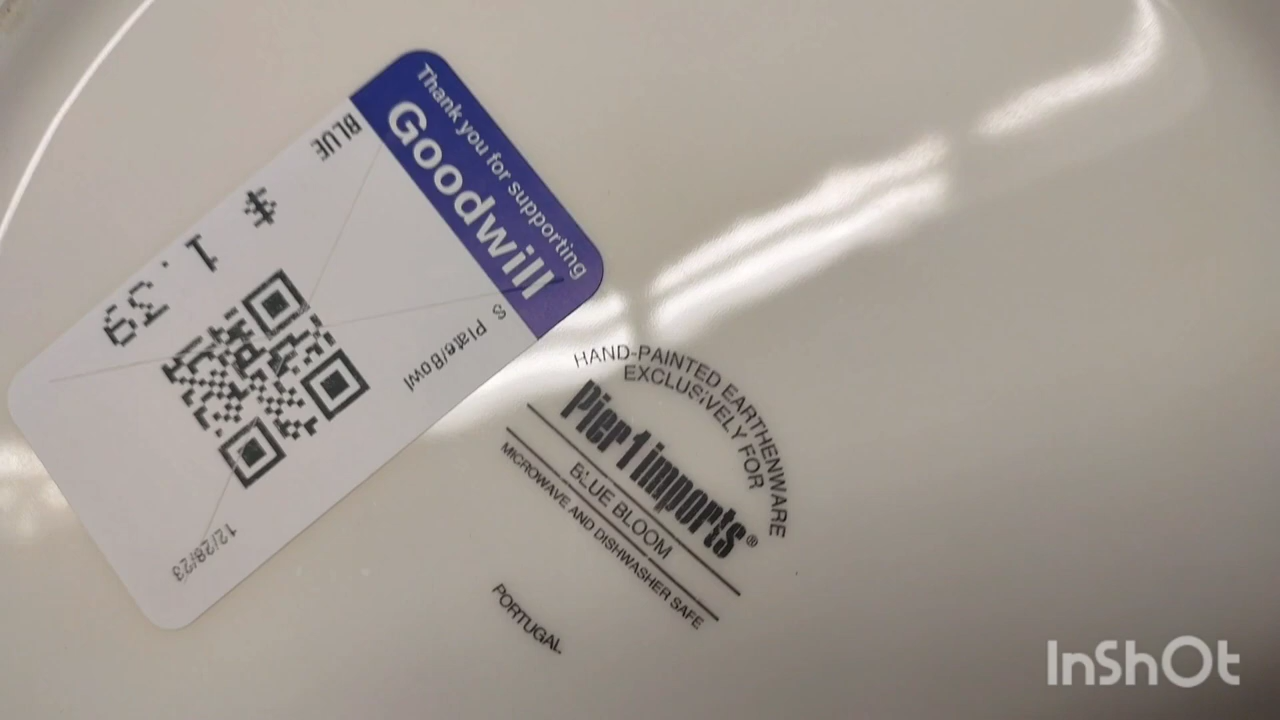 Thank you for supporting
Goodwill
BLUE
S Plate/Bowl
1.39
12/28/23
HAND-PAINTED EARTHENWARE
EXCLUSIVELY FOR
Pier 1 imports®
BLUE BLOOM
MICROWAVE AND DISHWASHER SAFE
PORTUGAL
InShOt